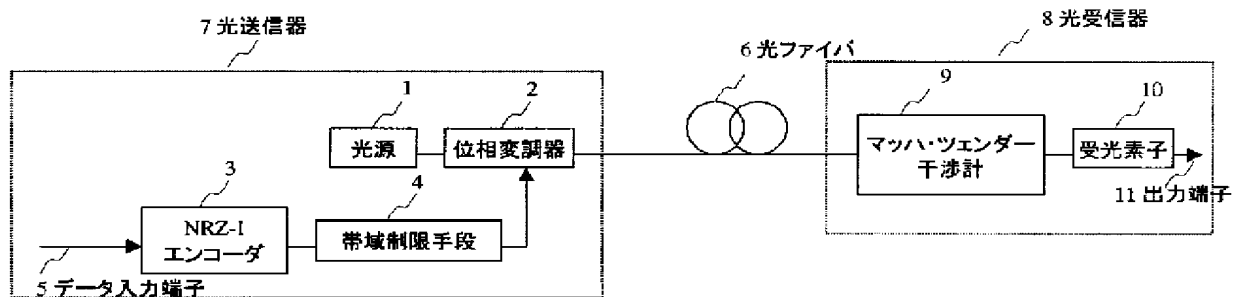 7 光送信器
8 光受信器
6 光ファイバ
1
光源
2
位相変調器
9
マッハ・ツェンダー
干渉計
10
受光素子
11 出力端子
3
NRZ-I
エンコーダ
4
帯域制限手段
5 データ入力端子